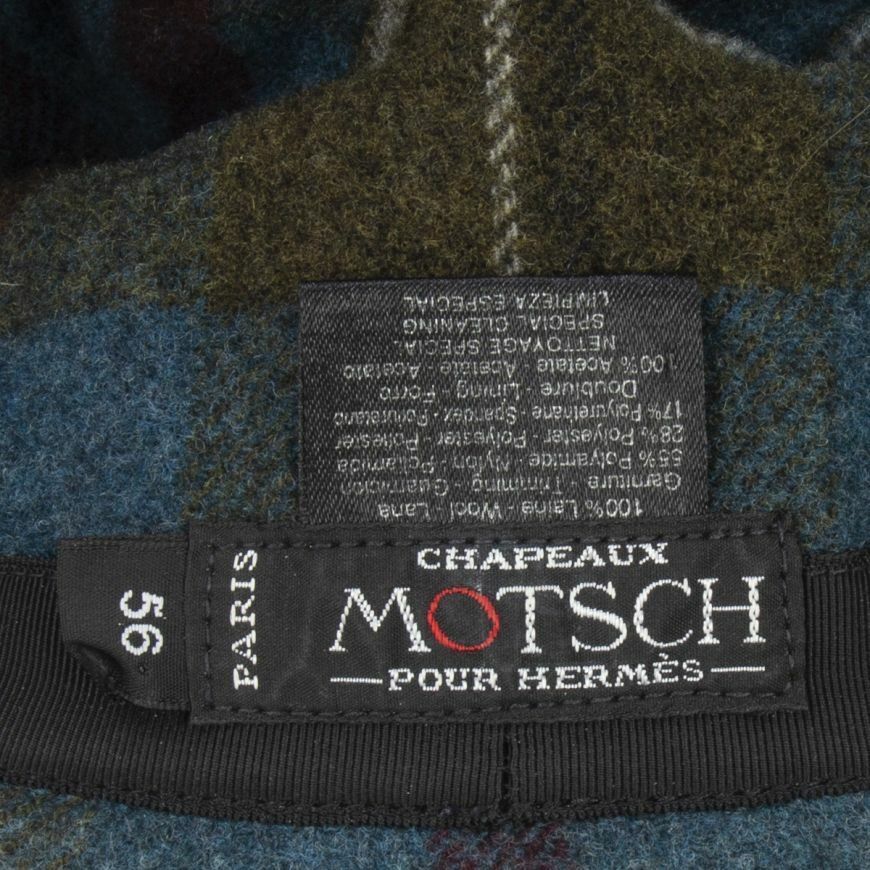 100% Laine - Wool - Lana
Garniture - Trimming - Guarnicion
55% Polyamide - Nylon - Poliamida
28% Polyester - Polyester - Poliester
17% Polyurethane - Spandex - Poliuretano
Doublure - Lining - Forro
100% Acetate - Acetate - Acetato
NETTOYAGE SPECIAL
SPECIAL CLEANING
LIMPIEZA ESPECIAL
56
PARIS
CHAPEAUX
MOTSCH
POUR HERMÈS